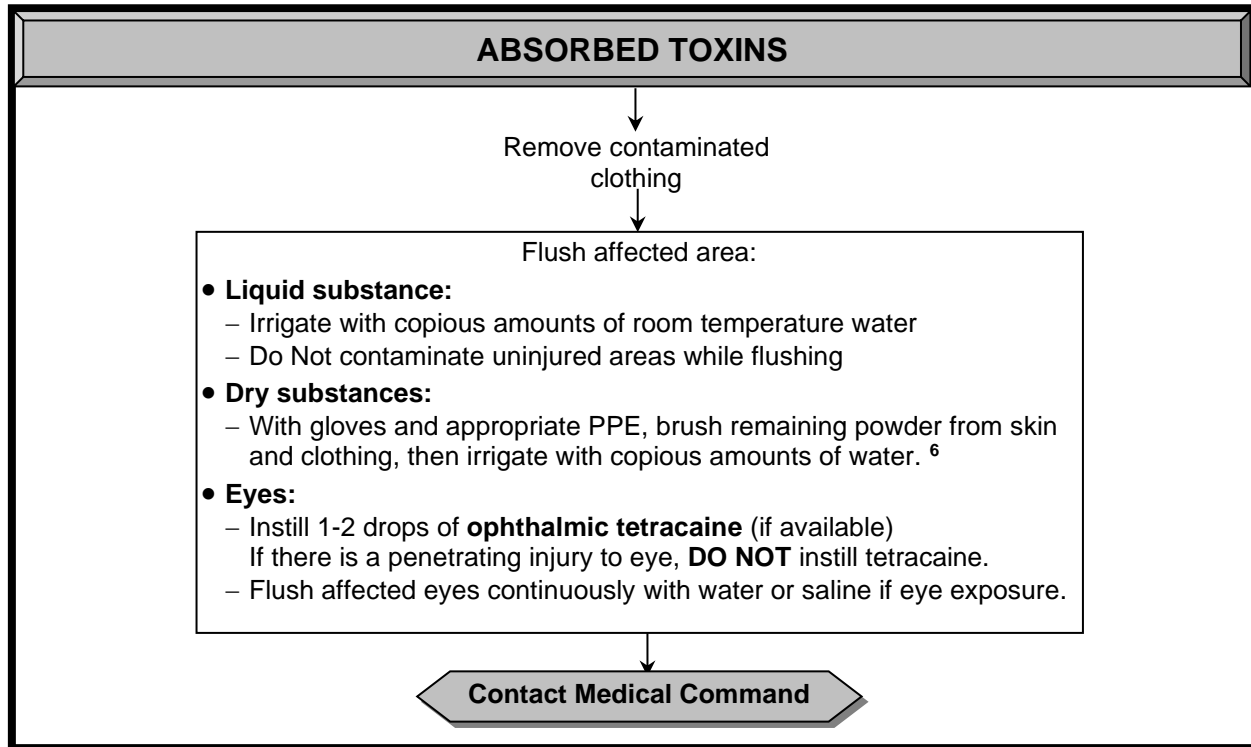 ABSORBED TOXINS
Remove contaminated
clothing
Flush affected area:
• Liquid substance:
− Irrigate with copious amounts of room temperature water
− Do Not contaminate uninjured areas while flushing
• Dry substances:
− With gloves and appropriate PPE, brush remaining powder from skin
and clothing, then irrigate with copious amounts of water. 6
• Eyes:
− Instill 1-2 drops of ophthalmic tetracaine (if available)
If there is a penetrating injury to eye, DO NOT instill tetracaine.
− Flush affected eyes continuously with water or saline if eye exposure.
Contact Medical Command